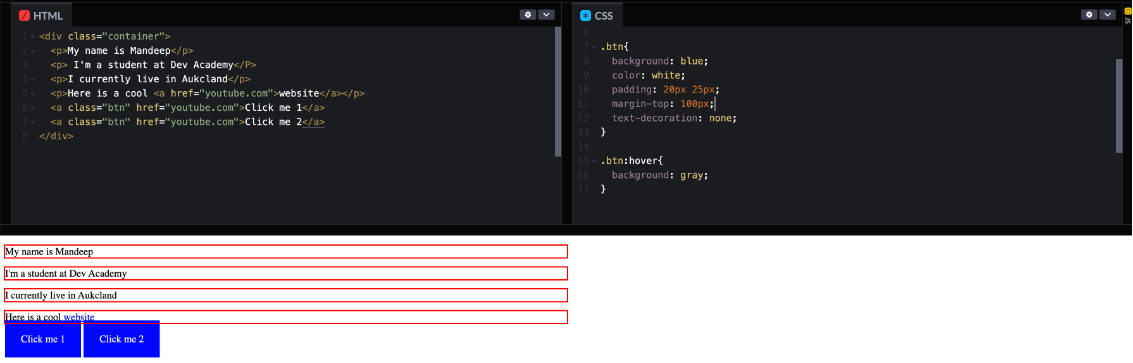 HTML
1 <div class="container">
2 <p>My name is Mandeep</p>
3 <p> I'm a student at Dev Academy</P>
4 <p>I currently live in Aukcland</p>
5 <p>Here is a cool <a href="youtube.com">website</a></p>
6 <a class="btn" href="youtube.com">Click me 1</a>
7 <a class="btn" href="youtube.com">Click me 2</a>
8 </div>
CSS
6
7 .btn{
8 background: blue;
9 color: white;
10 padding: 20px 25px;
11 margin-top: 100px;
12 text-decoration: none;
13 }
14
15 .btn:hover{
16 background: gray;
17 }
JS
My name is Mandeep
I'm a student at Dev Academy
I currently live in Aukcland
Here is a cool website
Click me 1 Click me 2